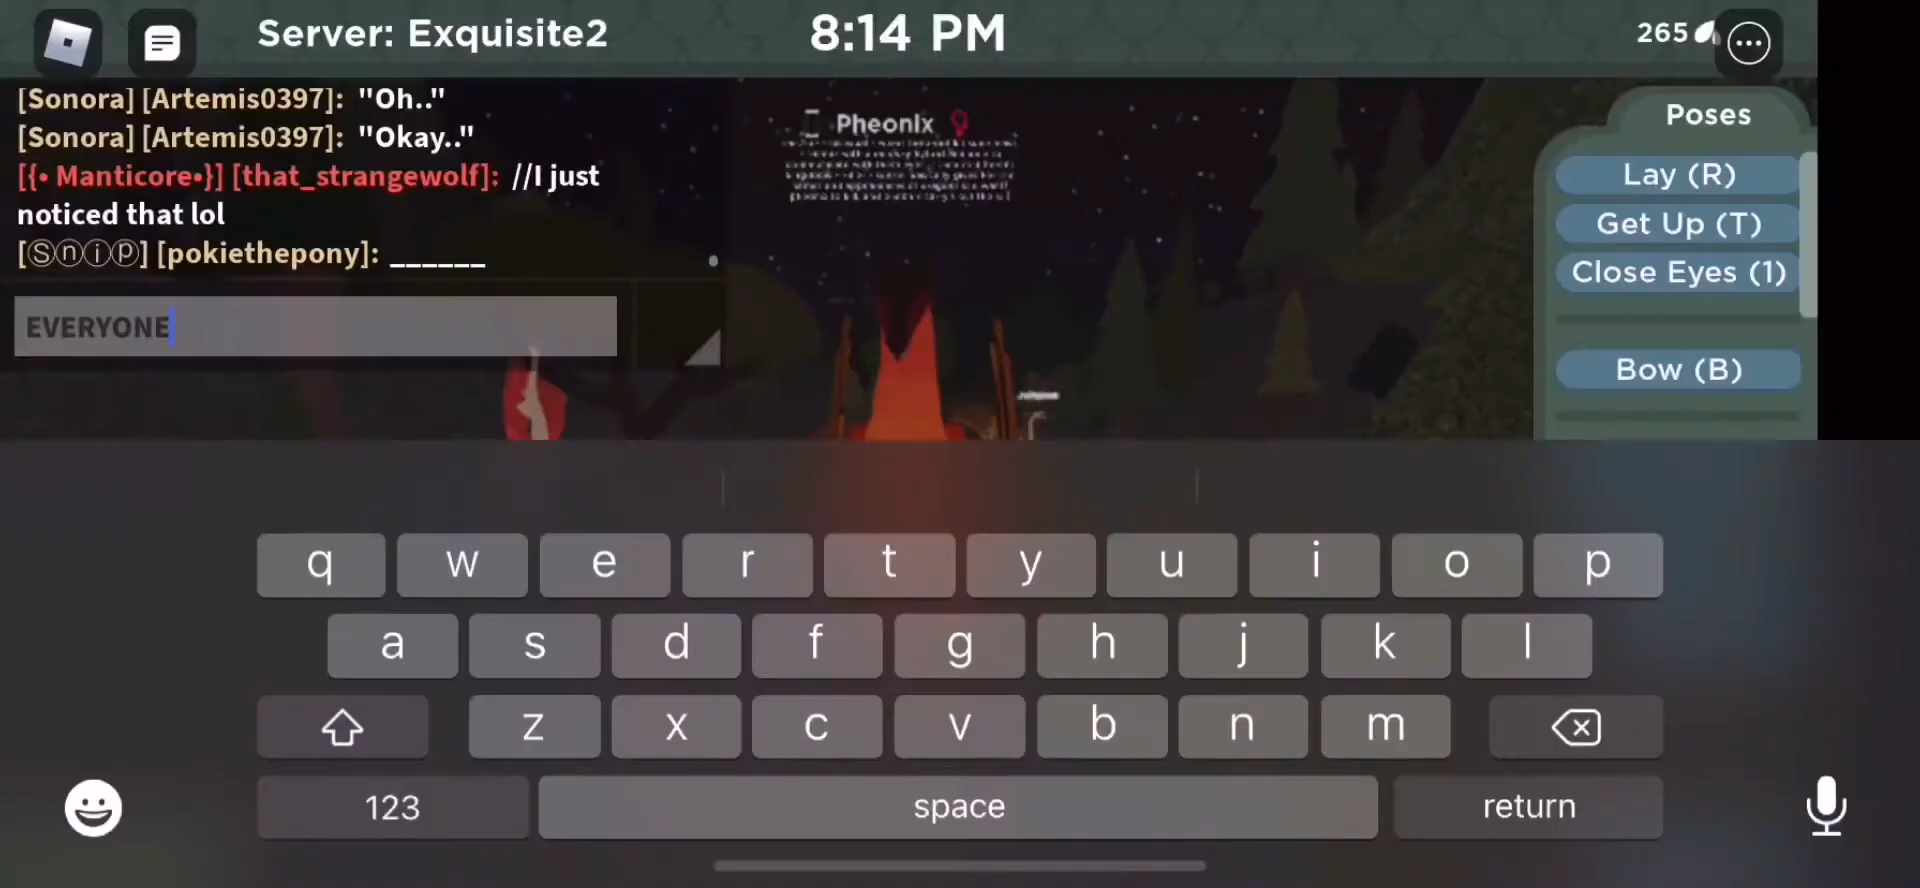 Server: Exquisite2
8:14 PM
265
[Sonora] [Artemis0397]: "Oh.."
[Sonora] [Artemis0397]: "Okay.."
[{• Manticore•}] [that_strangewolf]: //I just
noticed that lol
[Ⓢⓝⓘⓟ] [pokiethepony]: ______
EVERYONE
PheonIx
Poses
Lay (R)
Get Up (T)
Close Eyes (1)
Bow (B)
q w e r t y u i o p
a s d f g h j k l
z x c v b n m
123 space return